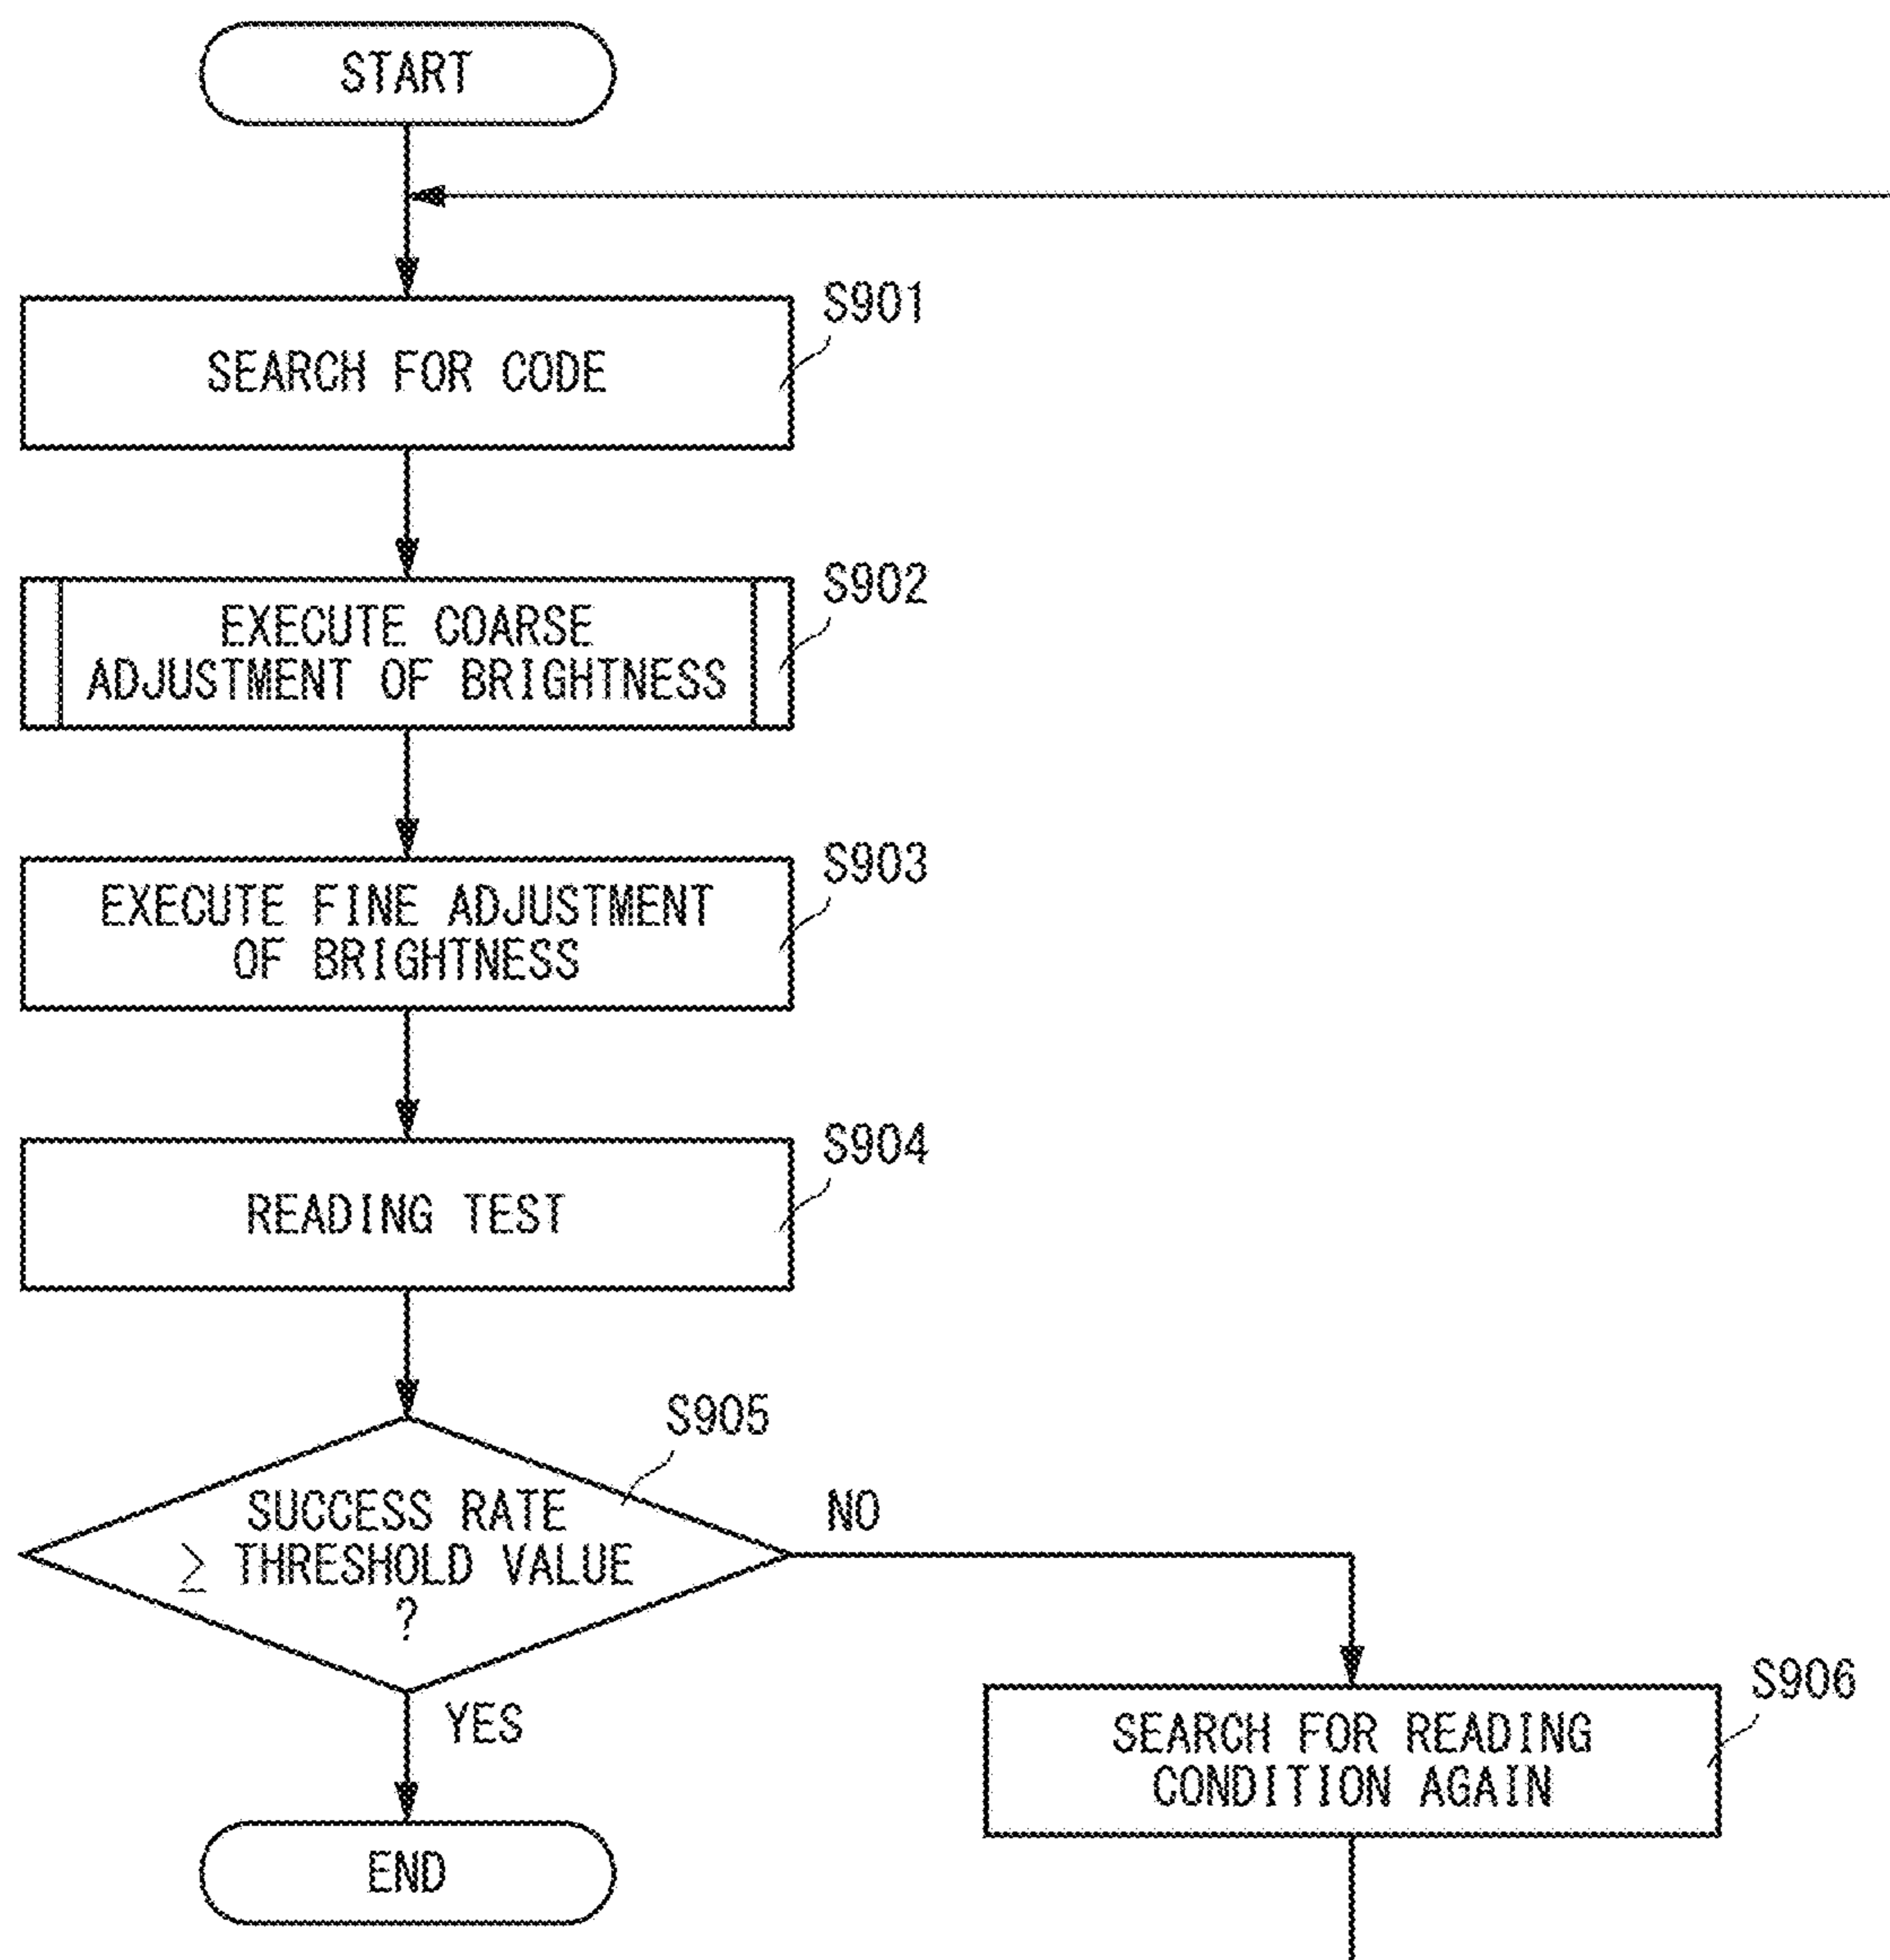 START
S901
SEARCH FOR CODE
S902
EXECUTE COARSE
ADJUSTMENT OF BRIGHTNESS
S903
EXECUTE FINE ADJUSTMENT
OF BRIGHTNESS
S904
READING TEST
S905
SUCCESS RATE
≥ THRESHOLD VALUE
?
NO
YES
S906
SEARCH FOR READING
CONDITION AGAIN
END